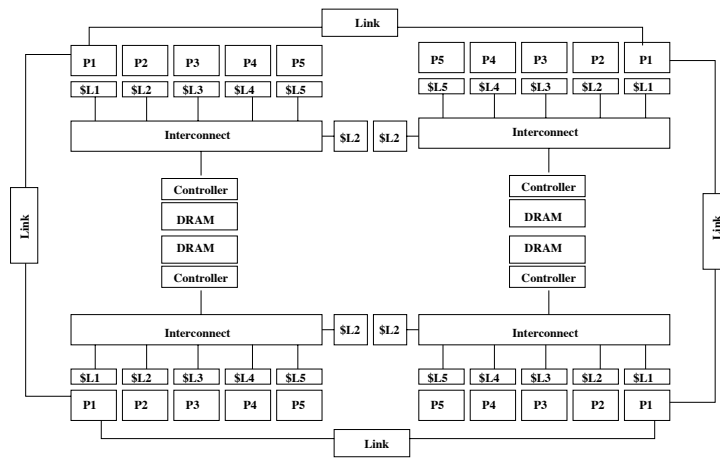 Link
P1 P2 P3 P4 P5 P5 P4 P3 P2 P1
$L1 $L2 $L3 $L4 $L5 $L5 $L4 $L3 $L2 $L1
Interconnect $L2 $L2 Interconnect
Controller Controller
DRAM DRAM
Link Link
DRAM DRAM
Controller Controller
Interconnect $L2 $L2 Interconnect
$L1 $L2 $L3 $L4 $L5 $L5 $L4 $L3 $L2 $L1
P1 P2 P3 P4 P5 P5 P4 P3 P2 P1
Link